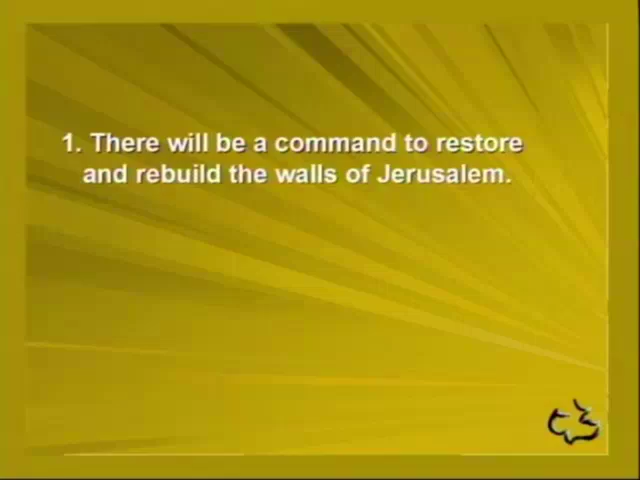 1. There will be a command to restore
and rebuild the walls of Jerusalem.